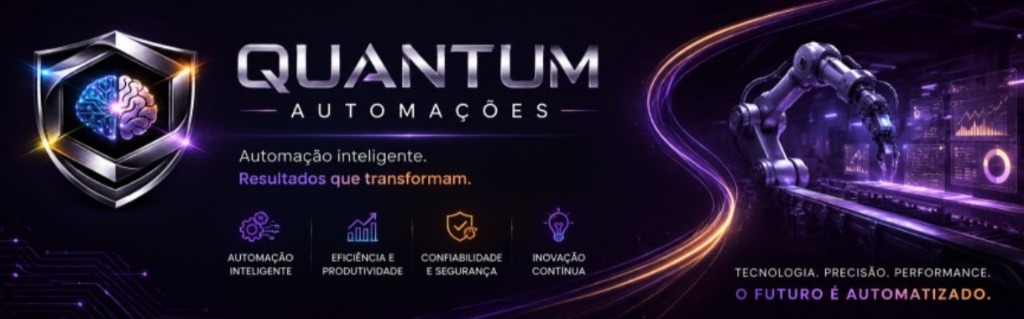 QUANTUM
AUTOMAÇÕES
Automação inteligente.
Resultados que transformam.
AUTOMAÇÃO
INTELIGENTE
EFICIÊNCIA E
PRODUTIVIDADE
CONFIABILIDADE
E SEGURANÇA
INOVAÇÃO
CONTÍNUA
TECNOLOGIA. PRECISÃO. PERFORMANCE.
O FUTURO É AUTOMATIZADO.